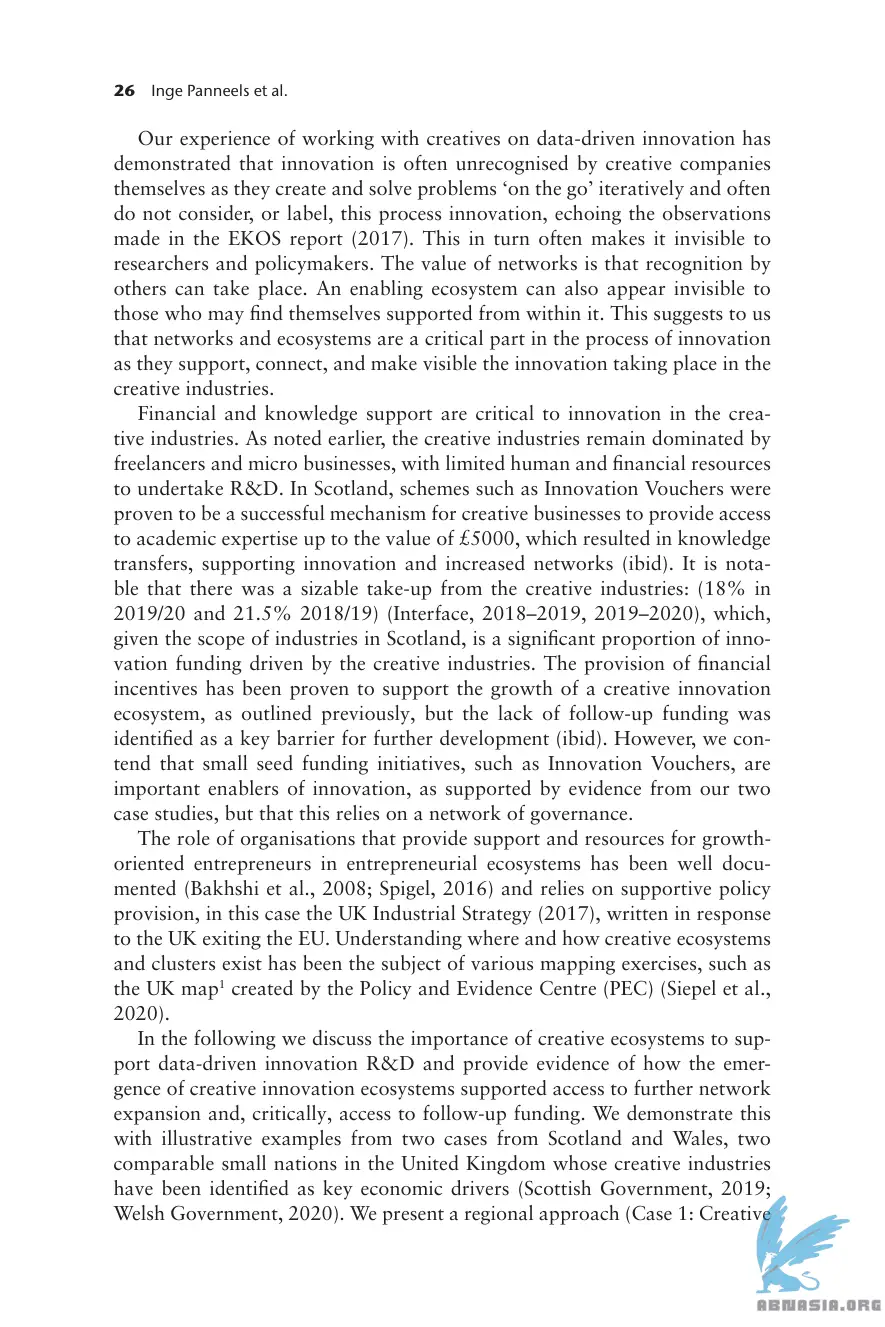 26 Inge Panneels et al.
Our experience of working with creatives on data-driven innovation has
demonstrated that innovation is often unrecognised by creative companies
themselves as they create and solve problems ‘on the go’ iteratively and often
do not consider, or label, this process innovation, echoing the observations
made in the EKOS report (2017). This in turn often makes it invisible to
researchers and policymakers. The value of networks is that recognition by
others can take place. An enabling ecosystem can also appear invisible to
those who may find themselves supported from within it. This suggests to us
that networks and ecosystems are a critical part in the process of innovation
as they support, connect, and make visible the innovation taking place in the
creative industries.
Financial and knowledge support are critical to innovation in the crea-
tive industries. As noted earlier, the creative industries remain dominated by
freelancers and micro businesses, with limited human and financial resources
to undertake R&D. In Scotland, schemes such as Innovation Vouchers were
proven to be a successful mechanism for creative businesses to provide access
to academic expertise up to the value of £5000, which resulted in knowledge
transfers, supporting innovation and increased networks (ibid). It is nota-
ble that there was a sizable take-up from the creative industries: (18% in
2019/20 and 21.5% 2018/19) (Interface, 2018–2019, 2019–2020), which,
given the scope of industries in Scotland, is a significant proportion of inno-
vation funding driven by the creative industries. The provision of financial
incentives has been proven to support the growth of a creative innovation
ecosystem, as outlined previously, but the lack of follow-up funding was
identified as a key barrier for further development (ibid). However, we con-
tend that small seed funding initiatives, such as Innovation Vouchers, are
important enablers of innovation, as supported by evidence from our two
case studies, but that this relies on a network of governance.
The role of organisations that provide support and resources for growth-
oriented entrepreneurs in entrepreneurial ecosystems has been well docu-
mented (Bakhshi et al., 2008; Spigel, 2016) and relies on supportive policy
provision, in this case the UK Industrial Strategy (2017), written in response
to the UK exiting the EU. Understanding where and how creative ecosystems
and clusters exist has been the subject of various mapping exercises, such as
the UK map¹ created by the Policy and Evidence Centre (PEC) (Siepel et al.,
2020).
In the following we discuss the importance of creative ecosystems to sup-
port data-driven innovation R&D and provide evidence of how the emer-
gence of creative innovation ecosystems supported access to further network
expansion and, critically, access to follow-up funding. We demonstrate this
with illustrative examples from two cases from Scotland and Wales, two
comparable small nations in the United Kingdom whose creative industries
have been identified as key economic drivers (Scottish Government, 2019;
Welsh Government, 2020). We present a regional approach (Case 1: Creative
ABNASIA.ORG